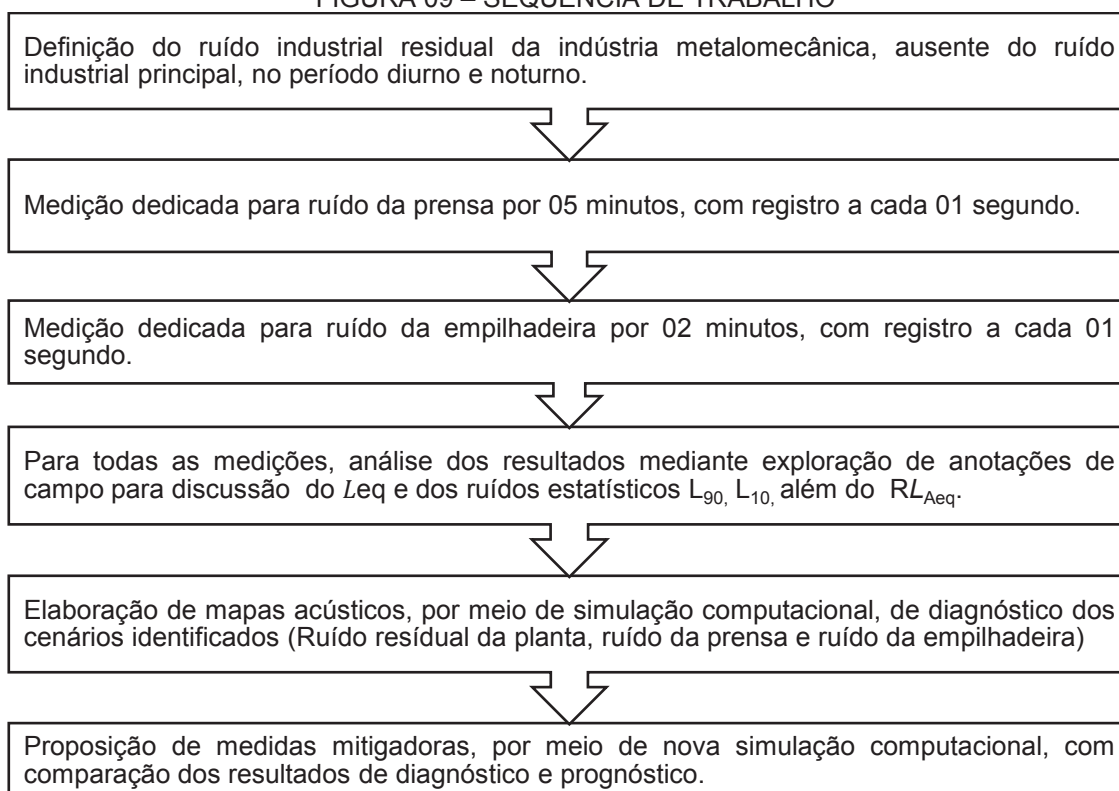 FIGURA 09 – SEQUÊNCIA DE TRABALHO
Definição do ruído industrial residual da indústria metalomecânica, ausente do ruído
industrial principal, no período diurno e noturno.
Medição dedicada para ruído da prensa por 05 minutos, com registro a cada 01 segundo.
Medição dedicada para ruído da empilhadeira por 02 minutos, com registro a cada 01
segundo.
Para todas as medições, análise dos resultados mediante exploração de anotações de
campo para discussão do Leq e dos ruídos estatísticos L90, L10, além do RLAeq.
Elaboração de mapas acústicos, por meio de simulação computacional, de diagnóstico dos
cenários identificados (Ruído resídual da planta, ruído da prensa e ruído da empilhadeira)
Proposição de medidas mitigadoras, por meio de nova simulação computacional, com
comparação dos resultados de diagnóstico e prognóstico.